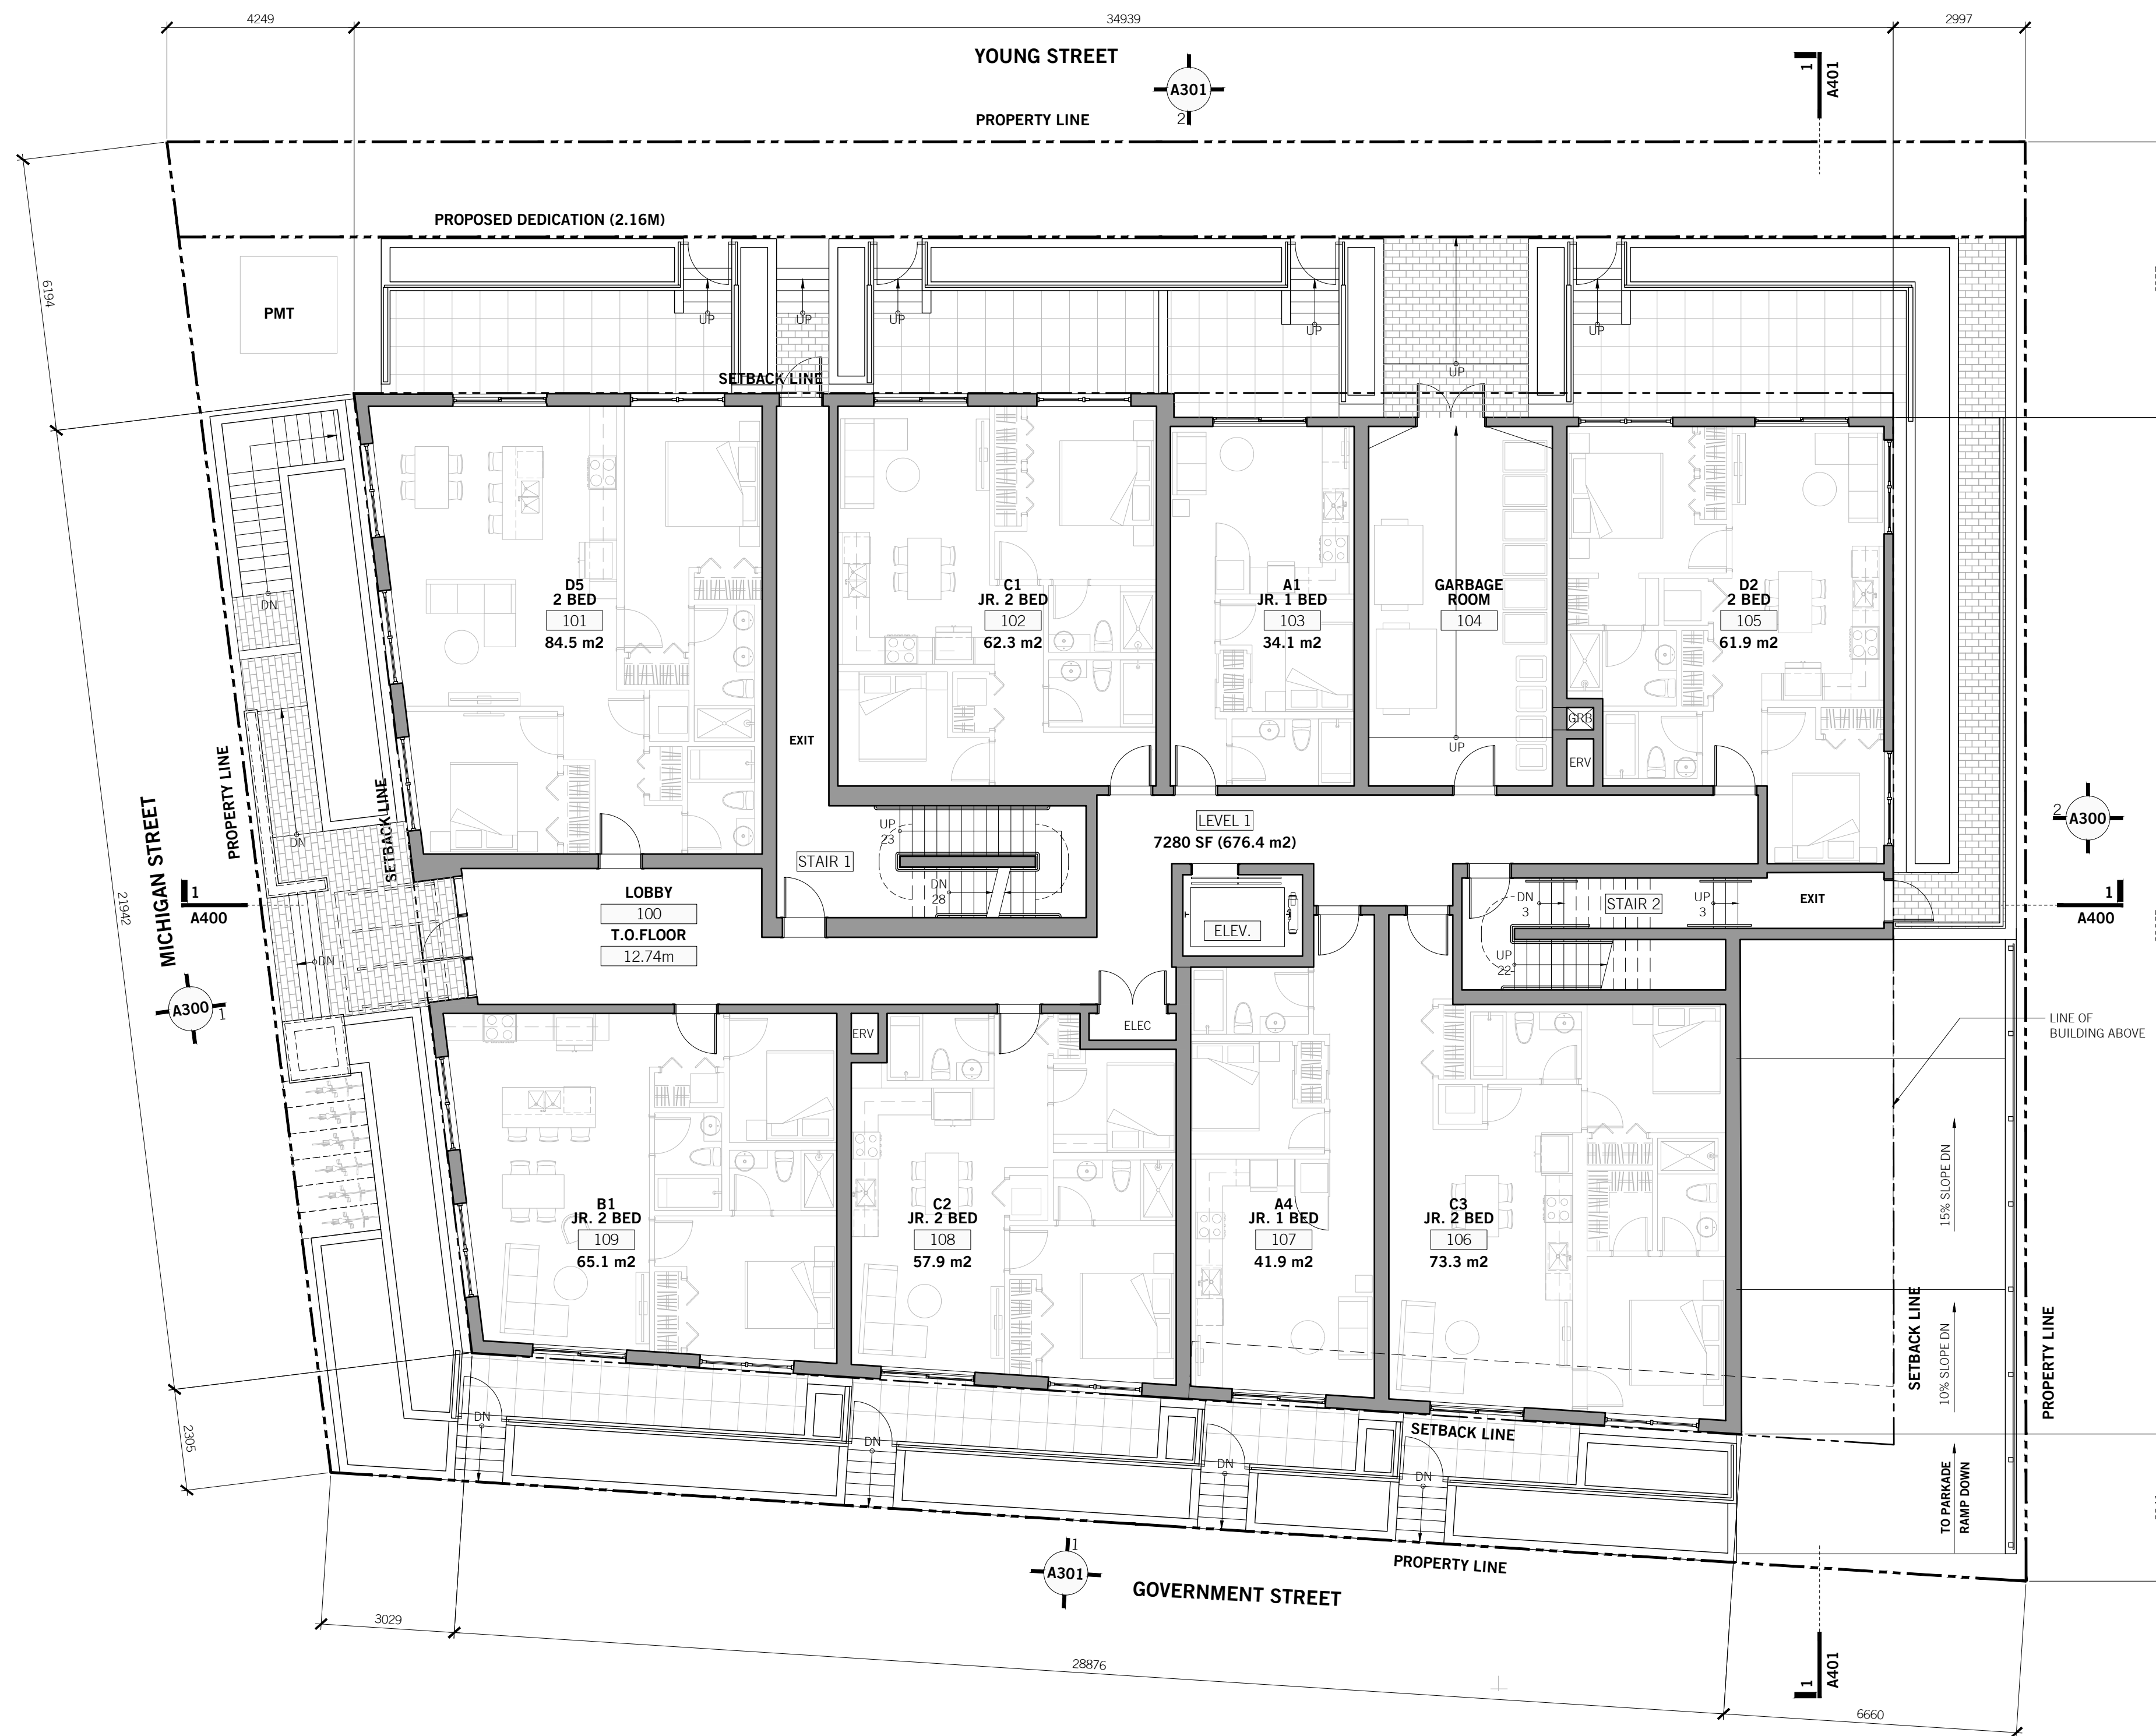 4249
34939
2997
YOUNG STREET
A301
2
1
A401
PROPERTY LINE
PROPOSED DEDICATION (2.16M)
6194
PMT
UP
UP
UP
UP
UP
UP
SETBACK LINE
DN
D5
2 BED
101
84.5 m2
C1
JR. 2 BED
102
62.3 m2
A1
JR. 1 BED
103
34.1 m2
GARBAGE
ROOM
104
D2
2 BED
105
61.9 m2
EXIT
GRB
UP
ERV
PROPERTY LINE
SETBACK LINE
MICHIGAN STREET
DN
UP
23
STAIR 1
LEVEL 1
7280 SF (676.4 m2)
2
A300
21942
1
A400
LOBBY
100
T.O.FLOOR
12.74m
DN
28
ELEV.
DN
3
STAIR 2
UP
3
EXIT
1
A400
DN
UP
22
A300
1
ERV
ELEC
LINE OF
BUILDING ABOVE
15% SLOPE DN
B1
JR. 2 BED
109
65.1 m2
C2
JR. 2 BED
108
57.9 m2
A4
JR. 1 BED
107
41.9 m2
C3
JR. 2 BED
106
73.3 m2
10% SLOPE DN
SETBACK LINE
PROPERTY LINE
2305
DN
DN
DN
DN
SETBACK LINE
TO PARKADE
RAMP DOWN
1
A301
PROPERTY LINE
GOVERNMENT STREET
3029
28876
6660
1
A401